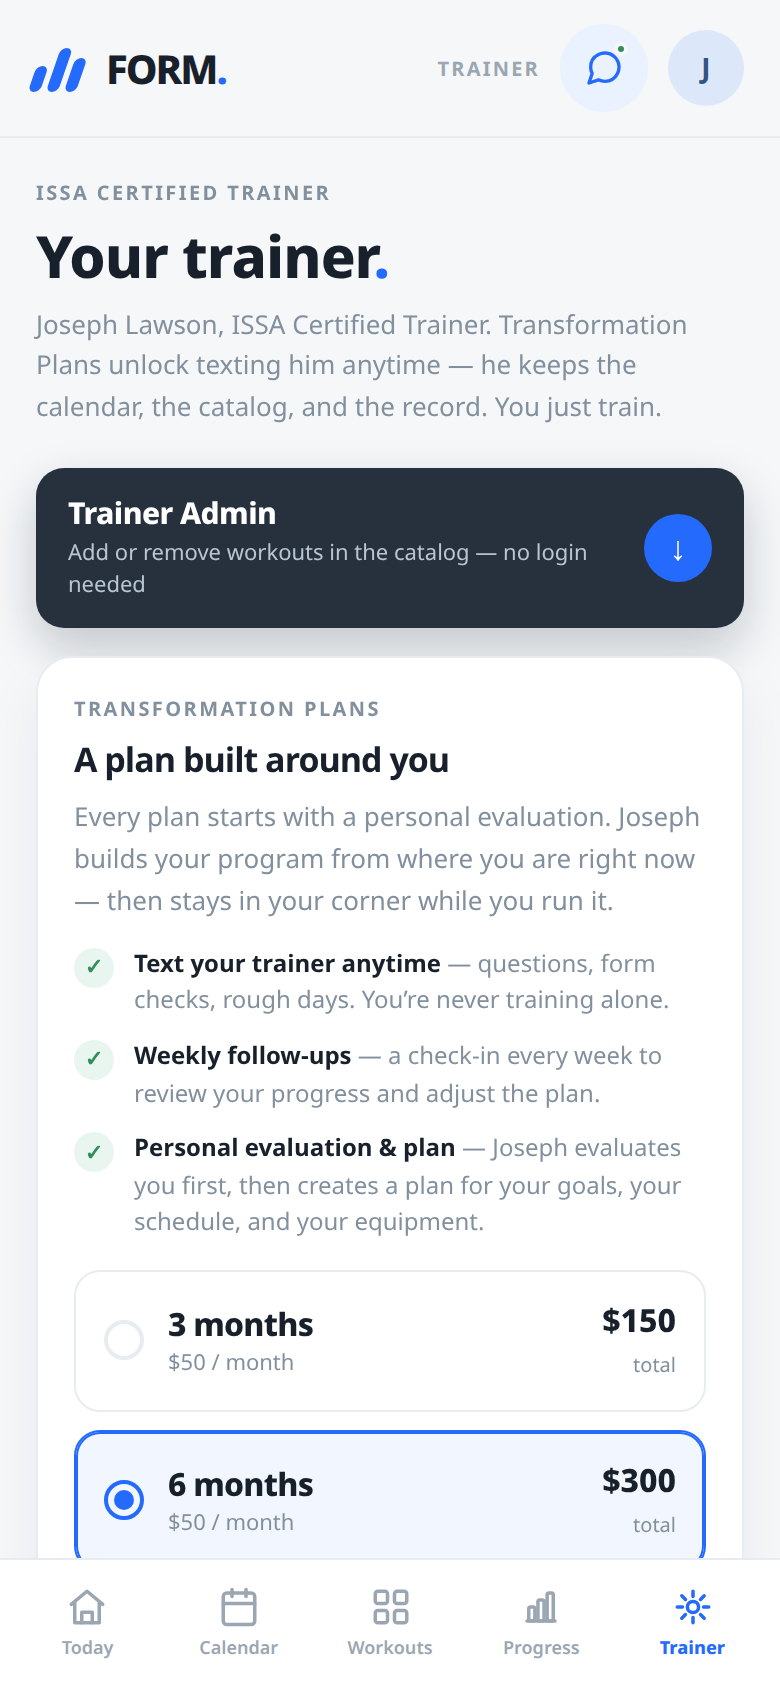 FORM.
TRAINER
J
ISSA CERTIFIED TRAINER
Your trainer.
Joseph Lawson, ISSA Certified Trainer. Transformation
Plans unlock texting him anytime — he keeps the
calendar, the catalog, and the record. You just train.
Trainer Admin
Add or remove workouts in the catalog — no login
needed
↓
TRANSFORMATION PLANS
A plan built around you
Every plan starts with a personal evaluation. Joseph
builds your program from where you are right now
— then stays in your corner while you run it.
✓ Text your trainer anytime — questions, form
checks, rough days. You’re never training alone.
✓ Weekly follow-ups — a check-in every week to
review your progress and adjust the plan.
✓ Personal evaluation & plan — Joseph evaluates
you first, then creates a plan for your goals, your
schedule, and your equipment.
3 months
$50 / month
$150
total
6 months
$50 / month
$300
total
Today
Calendar
Workouts
Progress
Trainer